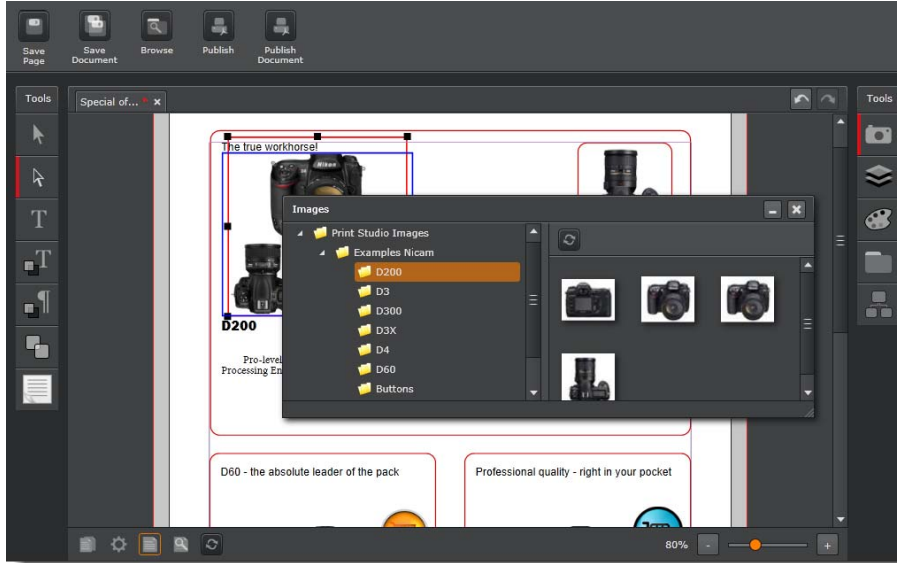 Save
Page
Save
Document
Browse
Publish
Publish
Document
Tools
Special of... * ×
Tools
The true workhorse!
Nikon
Images
Print Studio Images
Examples Nicam
D200
D3
D300
D3X
D4
D60
Buttons
D200
Pro-level
Processing En
D60 - the absolute leader of the pack
Professional quality - right in your pocket
80%